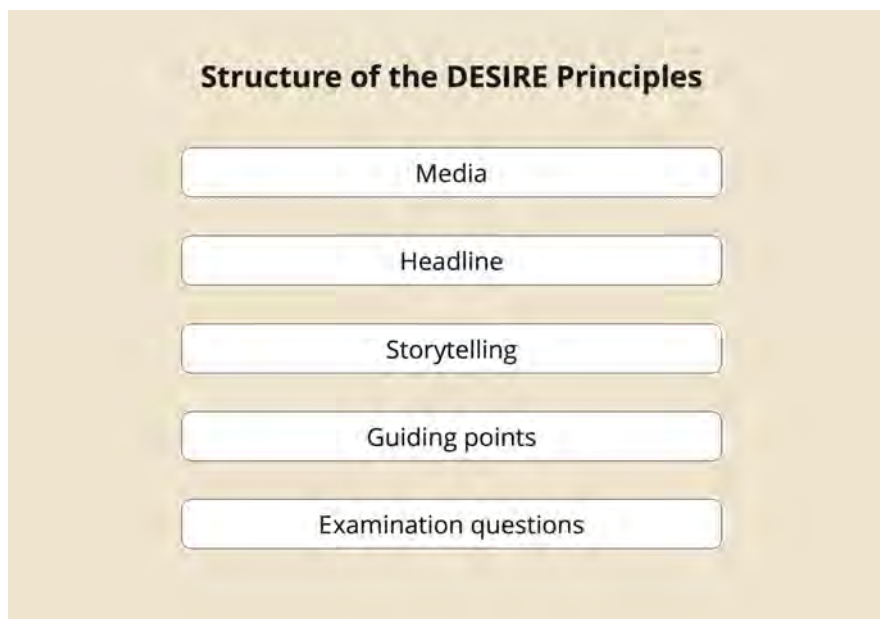 Structure of the DESIRE Principles
Media
Headline
Storytelling
Guiding points
Examination questions